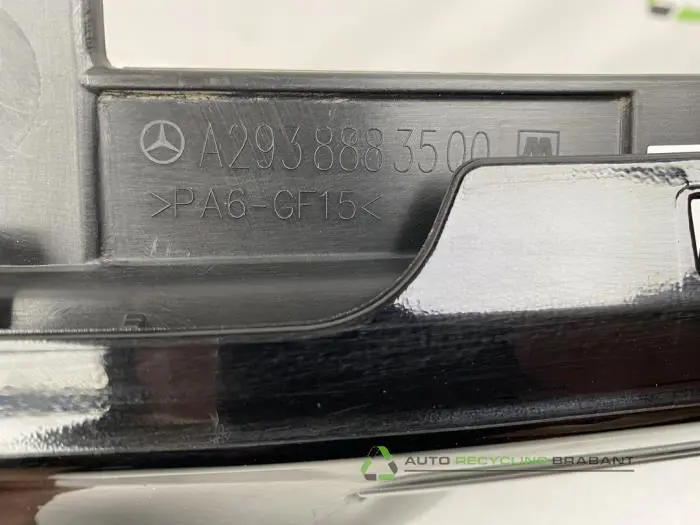 A2938883500
>PA6-GF15<
AUTO RECYCLING BRABANT